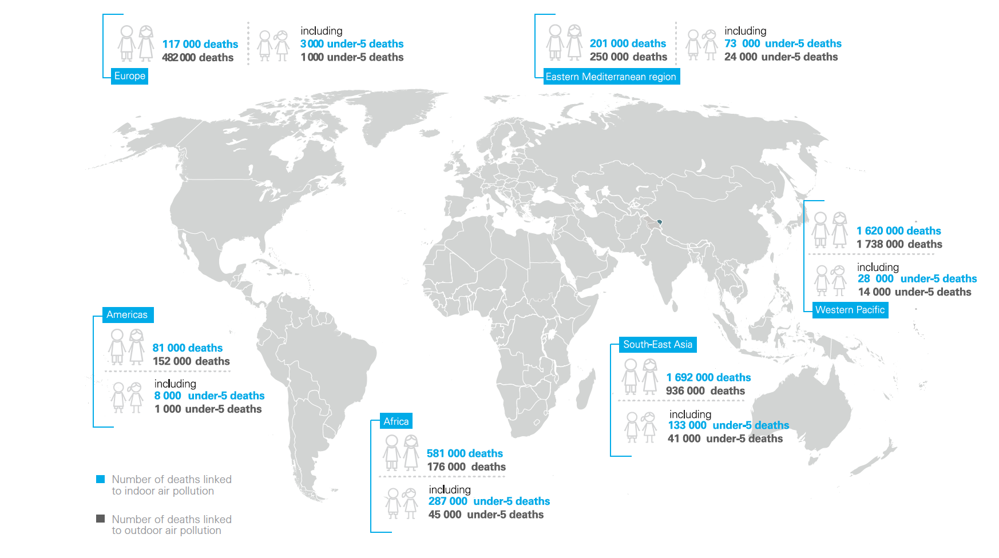 117 000 deaths
482 000 deaths
including
3 000 under-5 deaths
1 000 under-5 deaths
Europe
201 000 deaths
250 000 deaths
including
73 000 under-5 deaths
24 000 under-5 deaths
Eastern Mediterranean region
1 620 000 deaths
1 738 000 deaths
including
28 000 under-5 deaths
14 000 under-5 deaths
Western Pacific
Americas
81 000 deaths
152 000 deaths
including
8 000 under-5 deaths
1 000 under-5 deaths
South-East Asia
1 692 000 deaths
936 000 deaths
including
133 000 under-5 deaths
41 000 under-5 deaths
Africa
581 000 deaths
176 000 deaths
including
287 000 under-5 deaths
45 000 under-5 deaths
Number of deaths linked
to indoor air pollution
Number of deaths linked
to outdoor air pollution